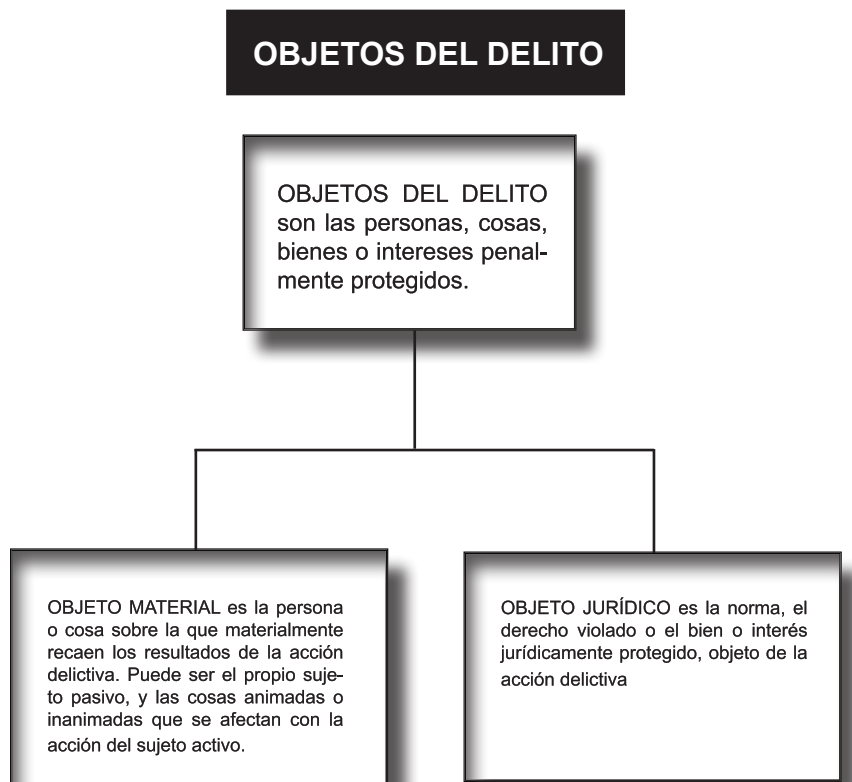 OBJETOS DEL DELITO
OBJETOS DEL DELITO
son las personas, cosas,
bienes o intereses penal-
mente protegidos.
OBJETO MATERIAL es la persona
o cosa sobre la que materialmente
recaen los resultados de la acción
delictiva. Puede ser el propio suje-
to pasivo, y las cosas animadas o
inanimadas que se afectan con la
acción del sujeto activo.
OBJETO JURÍDICO es la norma, el
derecho violado o el bien o interés
jurídicamente protegido, objeto de la
acción delictiva